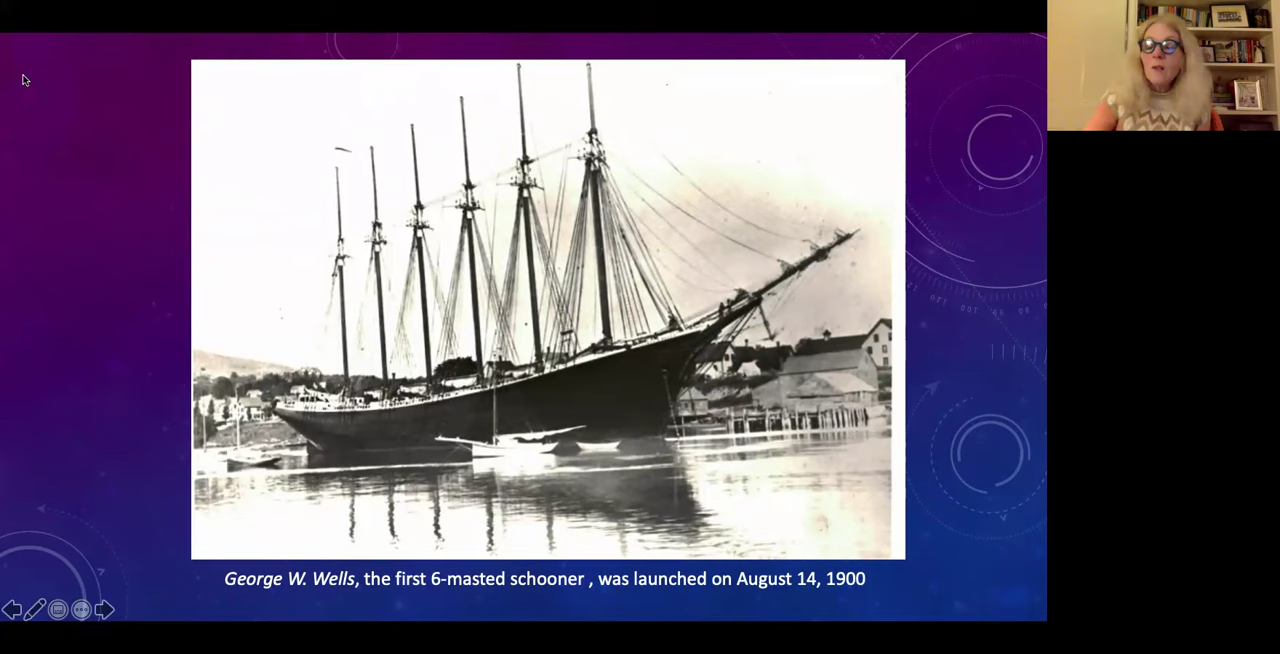 George W. Wells, the first 6-masted schooner , was launched on August 14, 1900